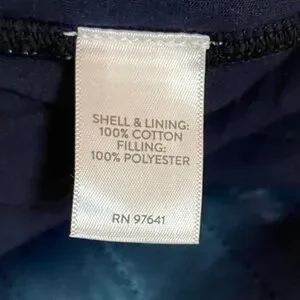 SHELL & LINING:
100% COTTON
FILLING:
100% POLYESTER
RN 97641